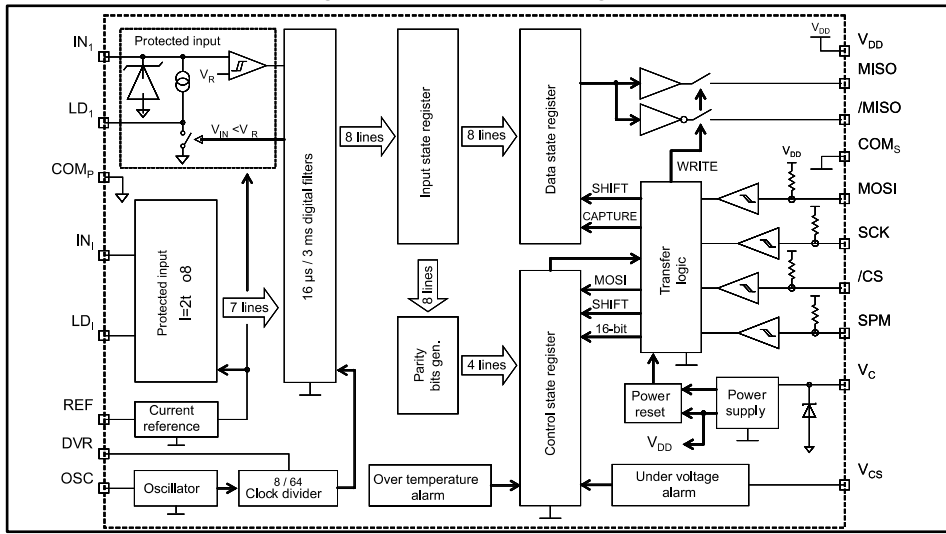 IN1
Protected input
VR
LD1
VIN <VR
COMP
INI
Protected input
I=2t o8
LDI
7 lines
REF
Current
reference
DVR
OSC
Oscillator
8 / 64
Clock divider
16 µs / 3 ms digital filters
8 lines
Input state register
8 lines
8 lines
Parity
bits gen.
4 lines
Over temperature
alarm
Data state register
Control state register
WRITE
SHIFT
CAPTURE
MOSI
SHIFT
16-bit
Transfer
logic
Power
reset
Power
supply
VDD
Under voltage
alarm
VDD
VDD
VDD
MISO
/MISO
COMS
MOSI
SCK
/CS
SPM
VC
VCS